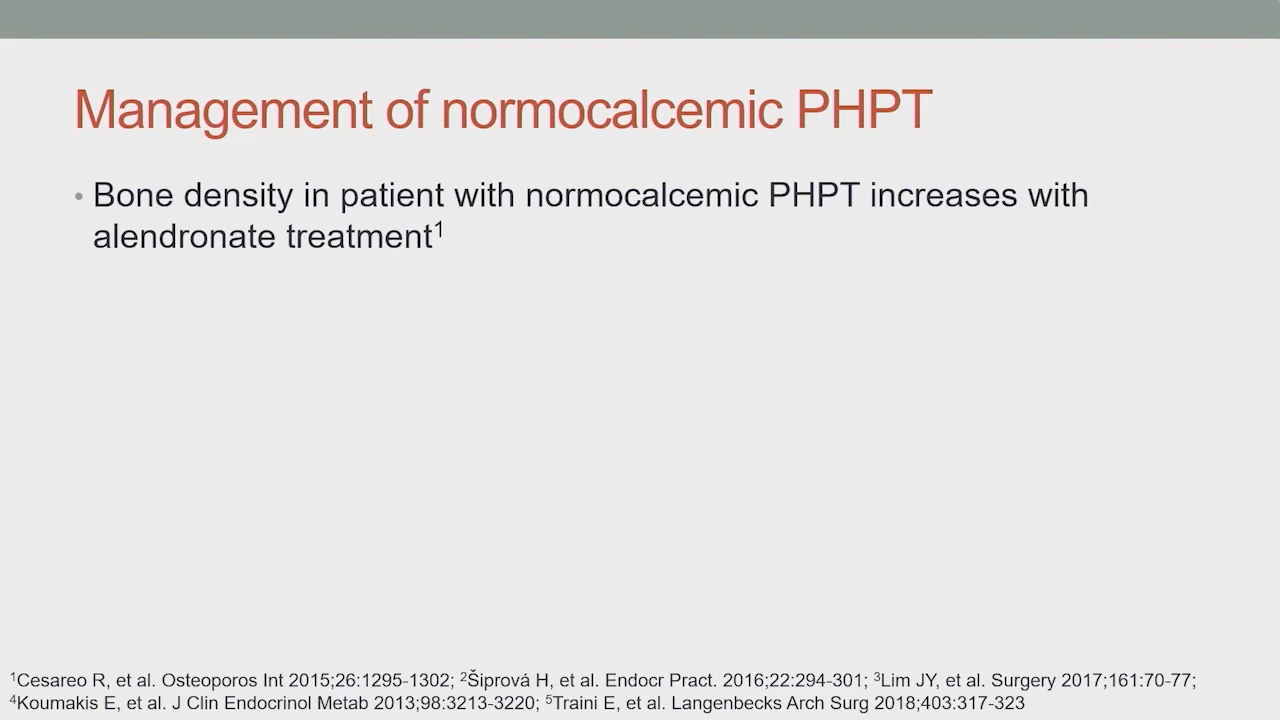 Management of normocalcemic PHPT
• Bone density in patient with normocalcemic PHPT increases with
alendronate treatment¹
¹Cesareo R, et al. Osteoporos Int 2015;26:1295-1302; ²Šiprová H, et al. Endocr Pract. 2016;22:294-301; ³Lim JY, et al. Surgery 2017;161:70-77;
⁴Koumakis E, et al. J Clin Endocrinol Metab 2013;98:3213-3220; ⁵Traini E, et al. Langenbecks Arch Surg 2018;403:317-323